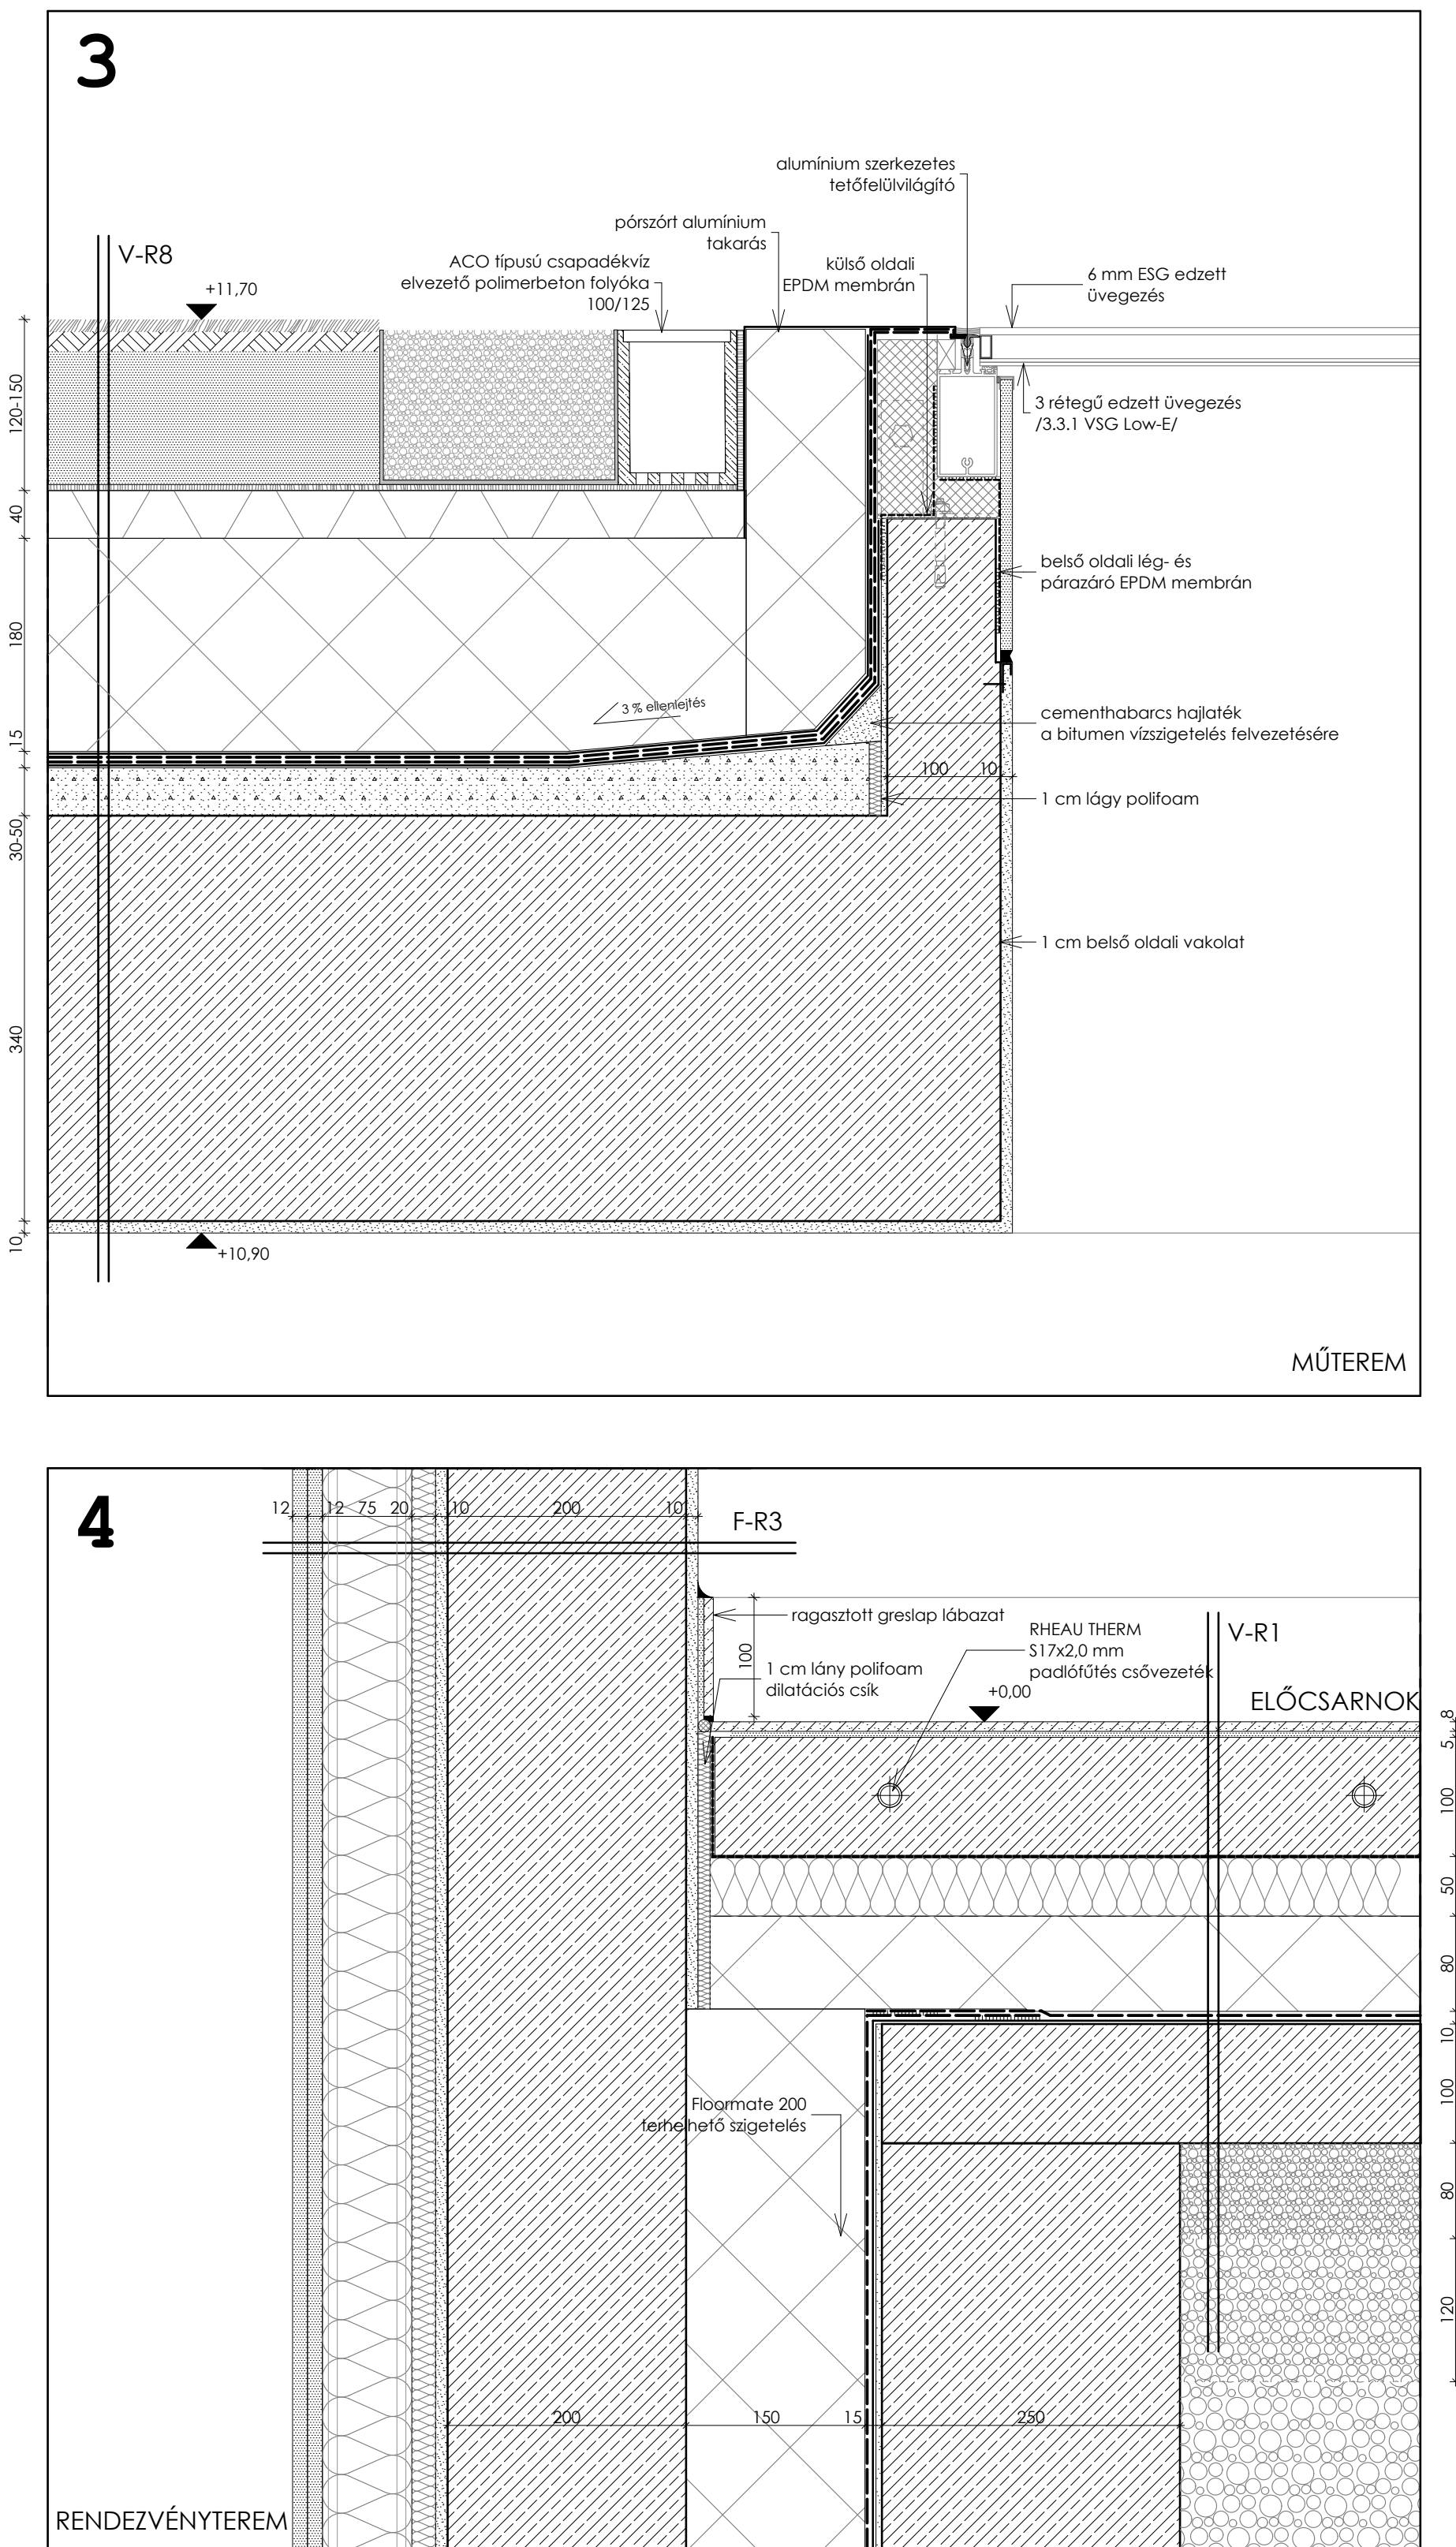 3
alumínium szerkezetes
tetőfelülvilágító
pórszórt alumínium
takarás
V-R8
ACO típusú csapadékvíz
elvezető polimerbeton folyóka
100/125
külső oldali
EPDM membrán
6 mm ESG edzett
üvegezés
+11,70
120-150
3 rétegű edzett üvegezés
/3.3.1 VSG Low-E/
40
belső oldali lég- és
párazáró EPDM membrán
180
3 % ellenlejtés
cementhabarcs hajlaték
a bitumen vízszigetelés felvezetésére
15
100 10
1 cm lágy polifoam
30-50
1 cm belső oldali vakolat
340
10
+10,90
MŰTEREM
4
12 12 75 20 10 200 10
F-R3
ragasztott greslap lábazat
RHEAU THERM
S17x2,0 mm
padlófűtés csővezeték
V-R1
100
1 cm lány polifoam
dilatációs csík
+0,00
ELŐCSARNOK
8
5
100
50
80
10
Floormate 200
terhelhető szigetelés
100
80
120
200 150 15 250
RENDEZVÉNYTEREM